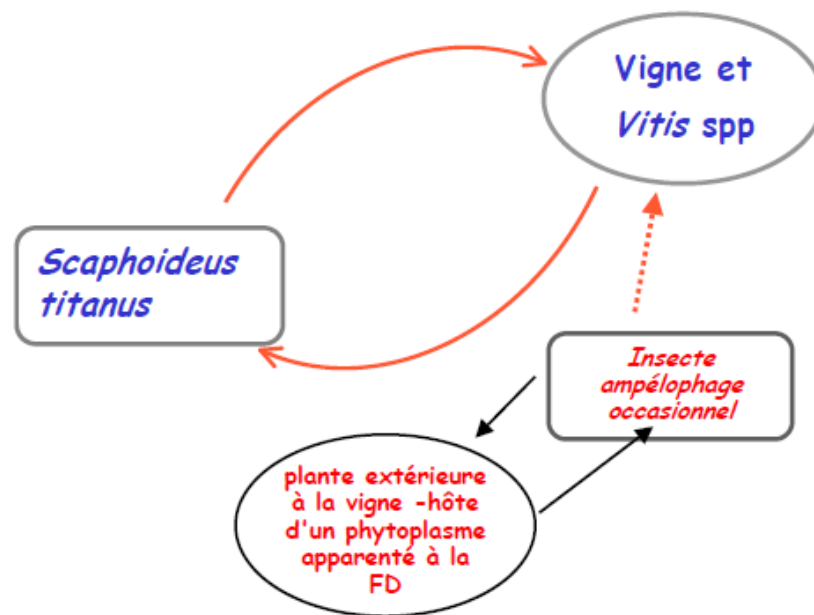 Vigne et
Vitis spp
Scaphoideus
titanus
Insecte
ampélophage
occasionnel
plante extérieure
à la vigne -hôte
d'un phytoplasme
apparenté à la
FD